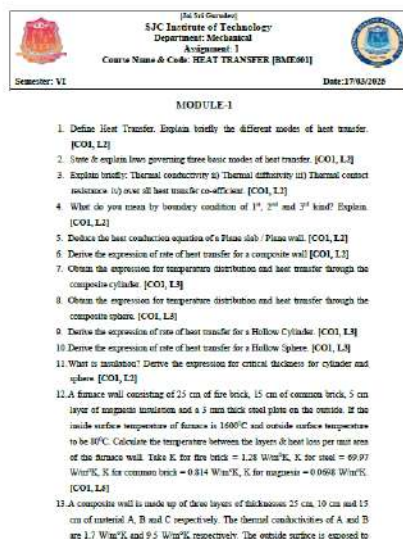 [Jai Sri Gurudev]
SJC Institute of Technology
Department: Mechanical
Assignment: 1
Course Name & Code: HEAT TRANSFER [BME601]
Semester: VI
Date:17/03/2026
MODULE-1
1. Define Heat Transfer. Explain briefly the different modes of heat transfer.
[CO1, L2]
2. State & explain laws governing three basic modes of heat transfer. [CO1, L2]
3. Explain briefly: Thermal conductivity ii) Thermal diffusivity iii) Thermal contact
resistance iv) over all heat transfer co-efficient. [CO1, L2]
4. What do you mean by boundary condition of 1st, 2nd and 3rd kind? Explain.
[CO1, L2]
5. Deduce the heat conduction equation of a Plane slab / Plane wall. [CO1, L2]
6. Derive the expression of rate of heat transfer for a composite wall [CO1, L2]
7. Obtain the expression for temperature distribution and heat transfer through the
composite cylinder. [CO1, L3]
8. Obtain the expression for temperature distribution and heat transfer through the
composite sphere. [CO1, L3]
9. Derive the expression of rate of heat transfer for a Hollow Cylinder. [CO1, L3]
10. Derive the expression of rate of heat transfer for a Hollow Sphere. [CO1, L3]
11. What is insulation? Derive the expression for critical thickness for cylinder and
sphere. [CO1, L2]
12. A furnace wall consisting of 25 cm of fire brick, 15 cm of common brick, 5 cm
layer of magnesia insulation and a 3 mm thick steel plate on the outside. If the
inside surface temperature of furnace is 1600°C and outside surface temperature
to be 80°C. Calculate the temperature between the layers & heat loss per unit area
of the furnace wall. Take K for fire brick = 1.28 W/m°K, K for steel = 69.97
W/m°K, K for common brick = 0.814 W/m°K, K for magnesia = 0.0698 W/m°K.
[CO1, L3]
13. A composite wall is made up of three layers of thicknesses 25 cm, 10 cm and 15
cm of material A, B and C respectively. The thermal conductivities of A and B
are 1.7 W/m°K and 9.5 W/m°K respectively. The outside surface is exposed to